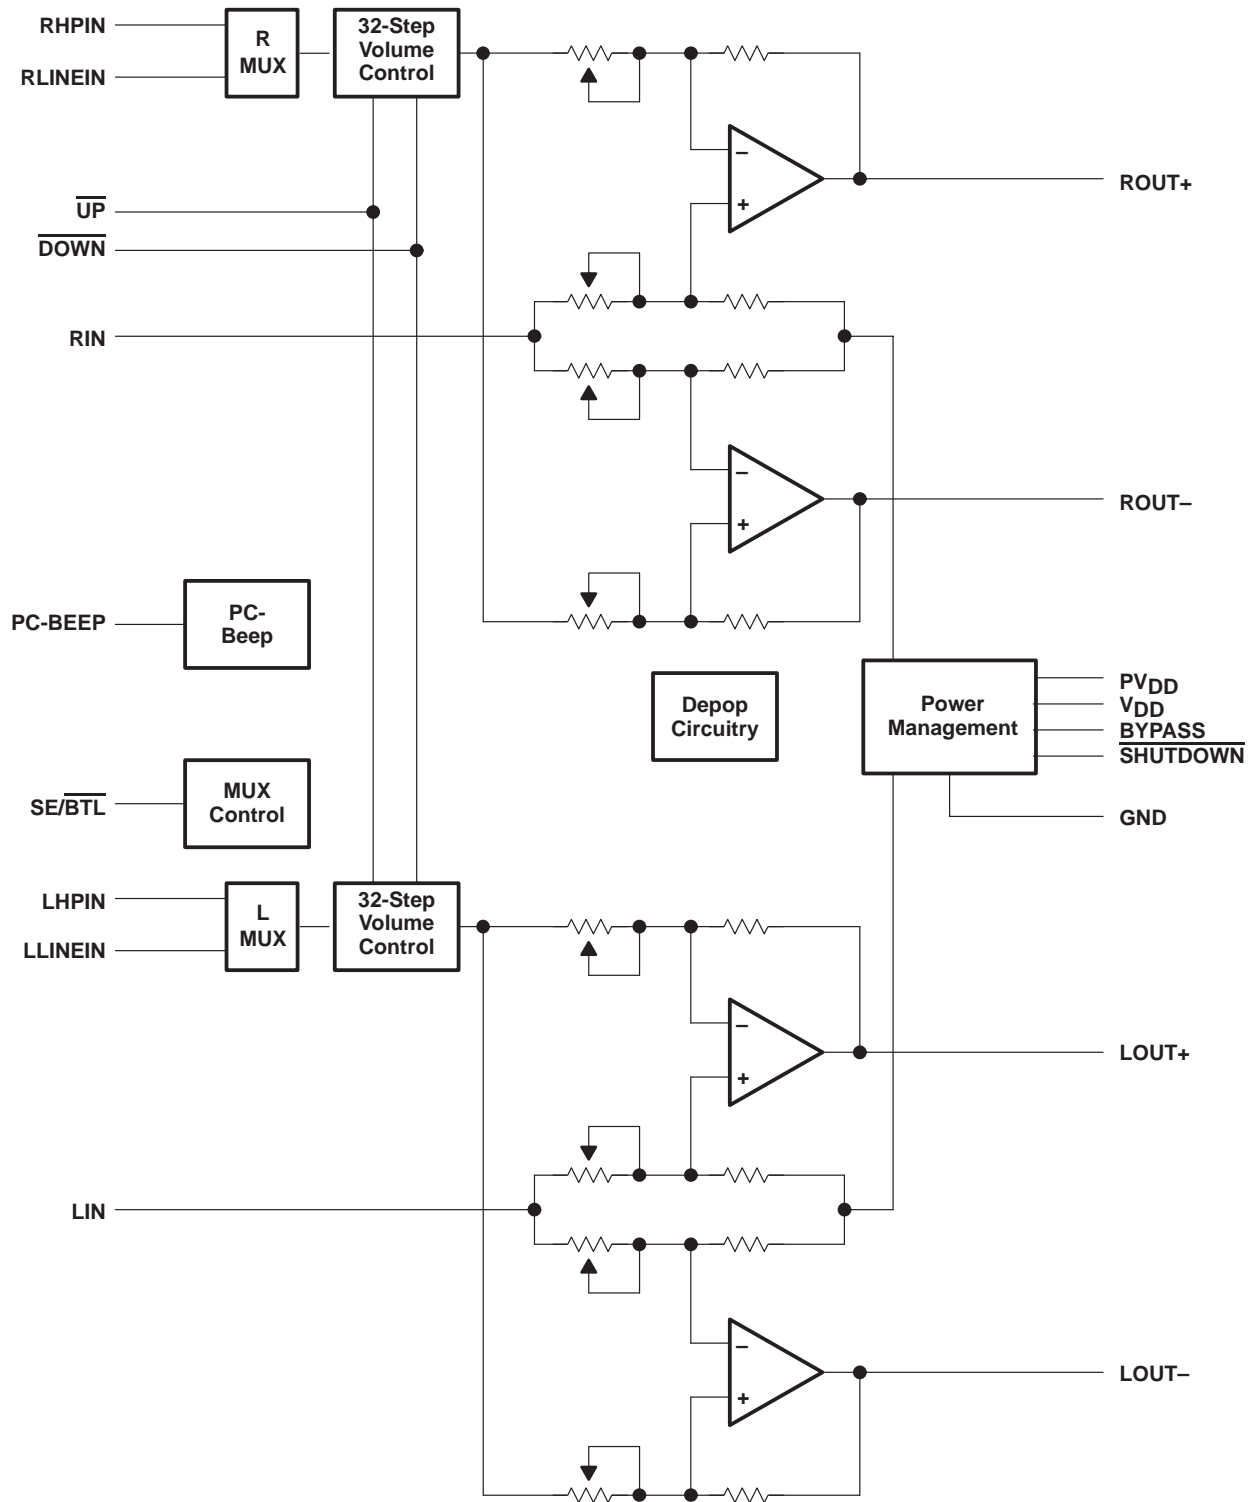 RHPIN
RLINEIN
R
MUX
32-Step
Volume
Control
−
+
ROUT+
UP
DOWN
RIN
−
+
ROUT−
PC-BEEP
PC-
Beep
Depop
Circuitry
Power
Management
PVDD
VDD
BYPASS
SHUTDOWN
GND
SE/BTL
MUX
Control
LHPIN
LLINEIN
L
MUX
32-Step
Volume
Control
−
+
LOUT+
LIN
−
+
LOUT−